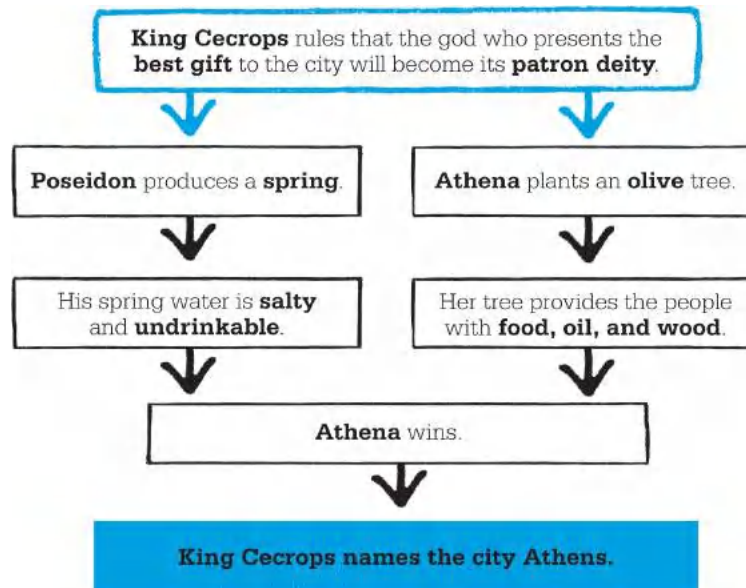 King Cecrops rules that the god who presents the
best gift to the city will become its patron deity.
Poseidon produces a spring.
Athena plants an olive tree.
His spring water is salty
and undrinkable.
Her tree provides the people
with food, oil, and wood.
Athena wins.
King Cecrops names the city Athens.